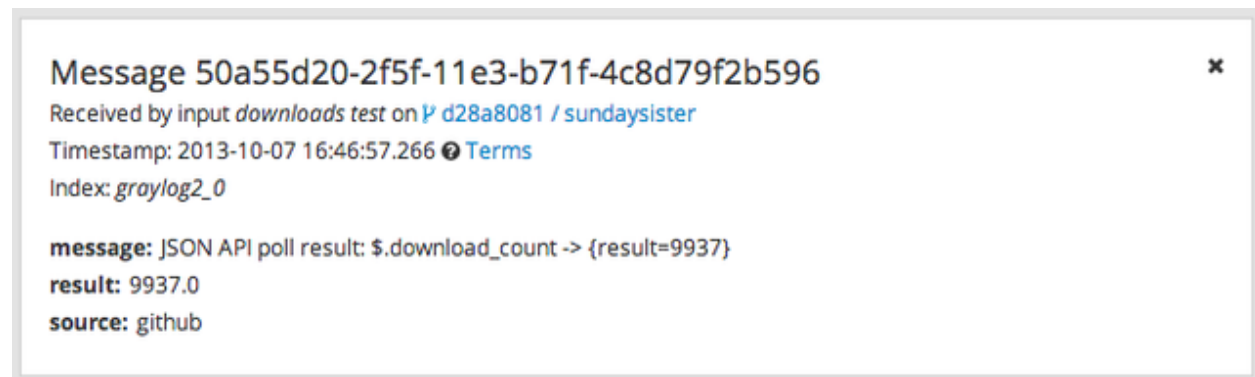 Message 50a55d20-2f5f-11e3-b71f-4c8d79f2b596
Received by input downloads test on d28a8081 / sundaysister
Timestamp: 2013-10-07 16:46:57.266 Terms
Index: graylog2_0
message: JSON API poll result: $.download_count -> {result=9937}
result: 9937.0
source: github